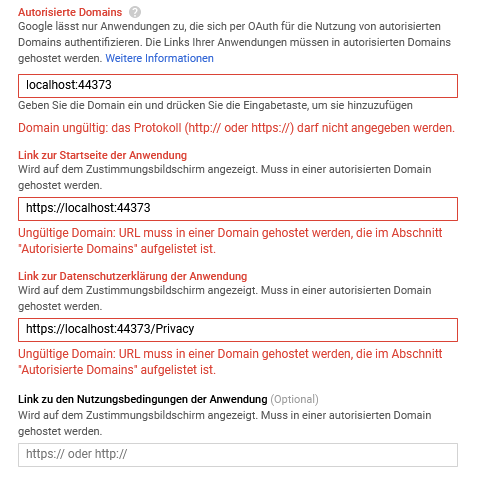 Autorisierte Domains ?
Google lässt nur Anwendungen zu, die sich per OAuth für die Nutzung von autorisierten
Domains authentifizieren. Die Links Ihrer Anwendungen müssen in autorisierten Domains
gehostet werden. Weitere Informationen
localhost:44373
Geben Sie die Domain ein und drücken Sie die Eingabetaste, um sie hinzuzufügen
Domain ungültig: das Protokoll (http:// oder https://) darf nicht angegeben werden.
Link zur Startseite der Anwendung
Wird auf dem Zustimmungsbildschirm angezeigt. Muss in einer autorisierten Domain
gehostet werden.
https://localhost:44373
Ungültige Domain: URL muss in einer Domain gehostet werden, die im Abschnitt
"Autorisierte Domains" aufgelistet ist.
Link zur Datenschutzerklärung der Anwendung
Wird auf dem Zustimmungsbildschirm angezeigt. Muss in einer autorisierten Domain
gehostet werden.
https://localhost:44373/Privacy
Ungültige Domain: URL muss in einer Domain gehostet werden, die im Abschnitt
"Autorisierte Domains" aufgelistet ist.
Link zu den Nutzungsbedingungen der Anwendung (Optional)
Wird auf dem Zustimmungsbildschirm angezeigt. Muss in einer autorisierten Domain
gehostet werden.
https:// oder http://